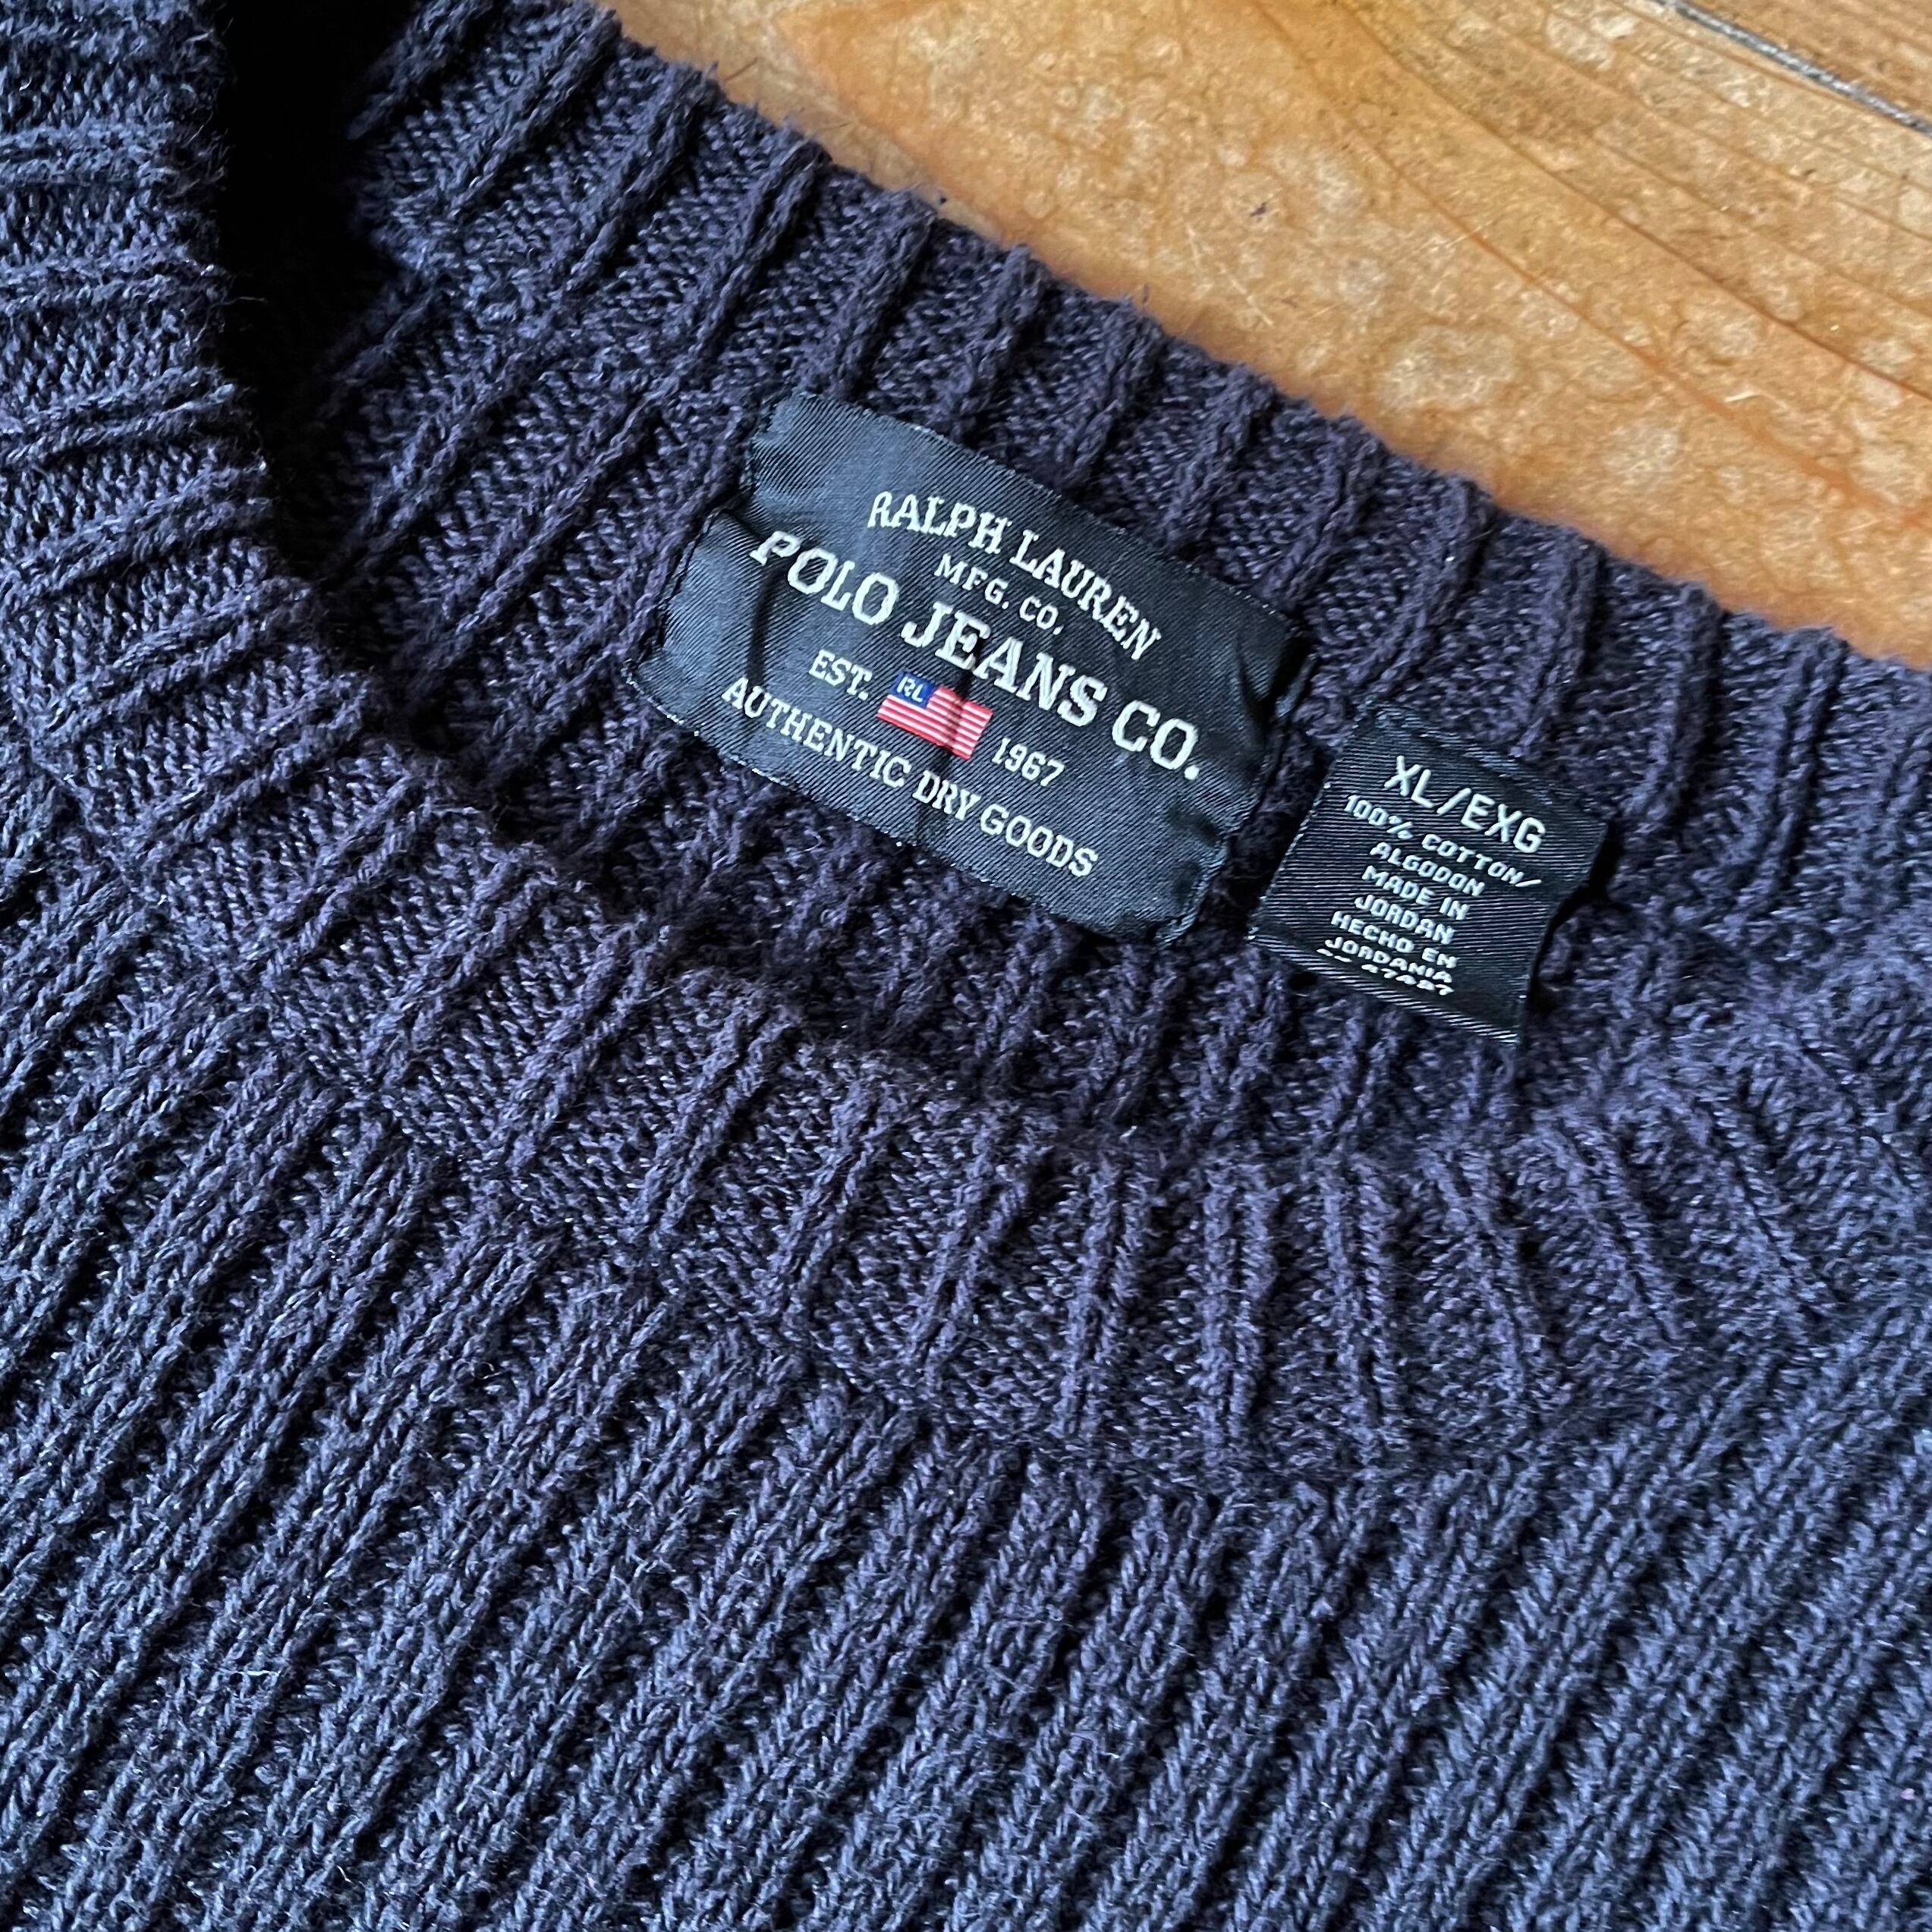 RALPH LAUREN
MFG. CO.
POLO JEANS CO.
EST. RL 1967
AUTHENTIC DRY GOODS
XL/EXG
100% COTTON/
ALGODON
MADE IN
JORDAN
HECHO EN
JORDANIA